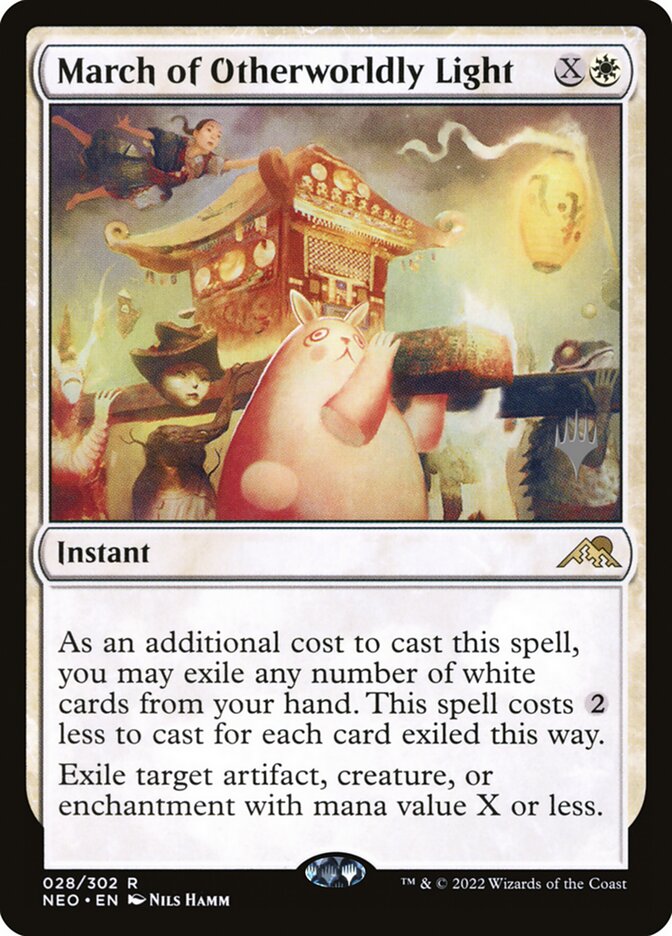 March of Otherworldly Light X
Instant
As an additional cost to cast this spell,
you may exile any number of white
cards from your hand. This spell costs 2
less to cast for each card exiled this way.
Exile target artifact, creature, or
enchantment with mana value X or less.
028/302 R
NEO • EN Nils Hamm
™ & © 2022 Wizards of the Coast